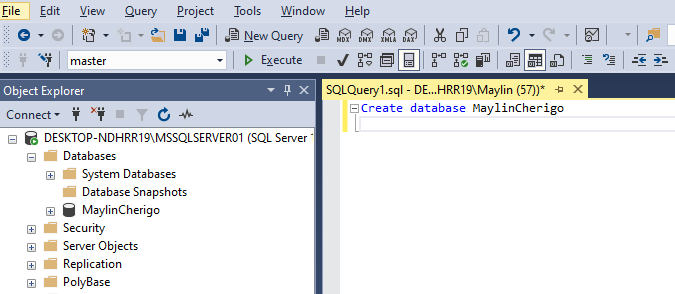 File Edit View Query Project Tools Window Help
New Query MDX DMX XMLA DAX
master Execute
Object Explorer
Connect
DESKTOP-NDHRR19\MSSQLSERVER01 (SQL Server
Databases
System Databases
Database Snapshots
MaylinCherigo
Security
Server Objects
Replication
PolyBase
SQLQuery1.sql - DE...HRR19\Maylin (57))*
Create database MaylinCherigo